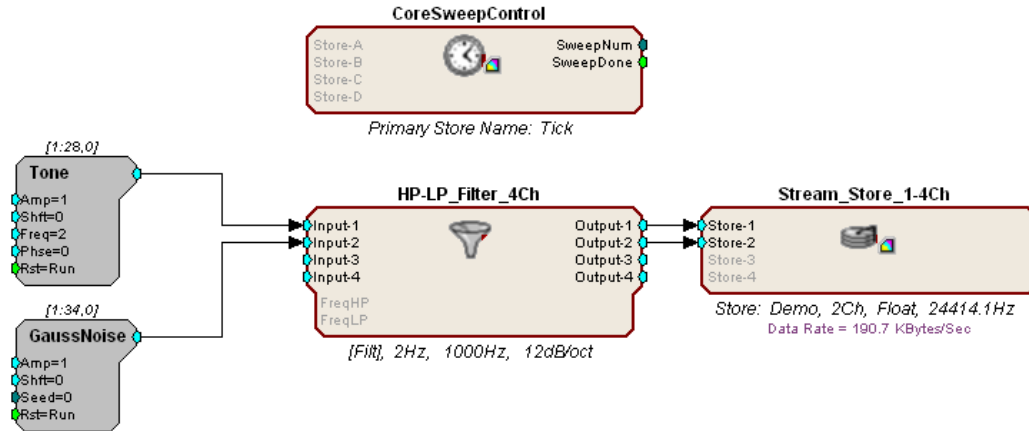 CoreSweepControl
Store-A
Store-B
Store-C
Store-D
SweepNum
SweepDone
Primary Store Name: Tick
[1:28,0]
Tone
Amp=1
Shft=0
Freq=2
Phse=0
Rst=Run
[1:34,0]
GaussNoise
Amp=1
Shft=0
Seed=0
Rst=Run
HP-LP_Filter_4Ch
Input-1
Input-2
Input-3
Input-4
FreqHP
FreqLP
Output-1
Output-2
Output-3
Output-4
[Filt], 2Hz, 1000Hz, 12dB/oct
Stream_Store_1-4Ch
Store-1
Store-2
Store-3
Store-4
Store: Demo, 2Ch, Float, 24414.1Hz
Data Rate = 190.7 KBytes/Sec